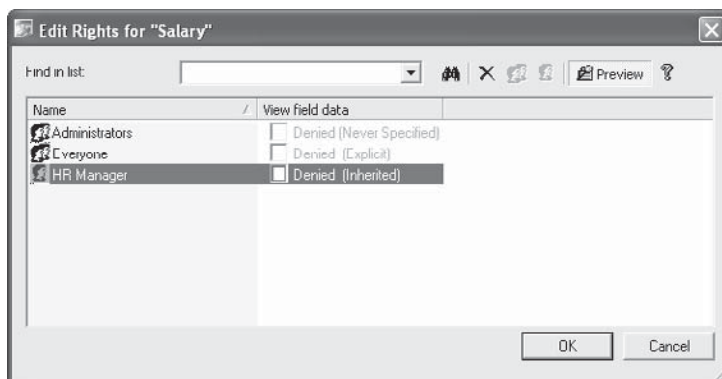 Edit Rights for "Salary"
Find in list:
Preview
Name / View field data
Administrators Denied (Never Specified)
Everyone Denied (Explicit)
HR Manager Denied (Inherited)
OK Cancel